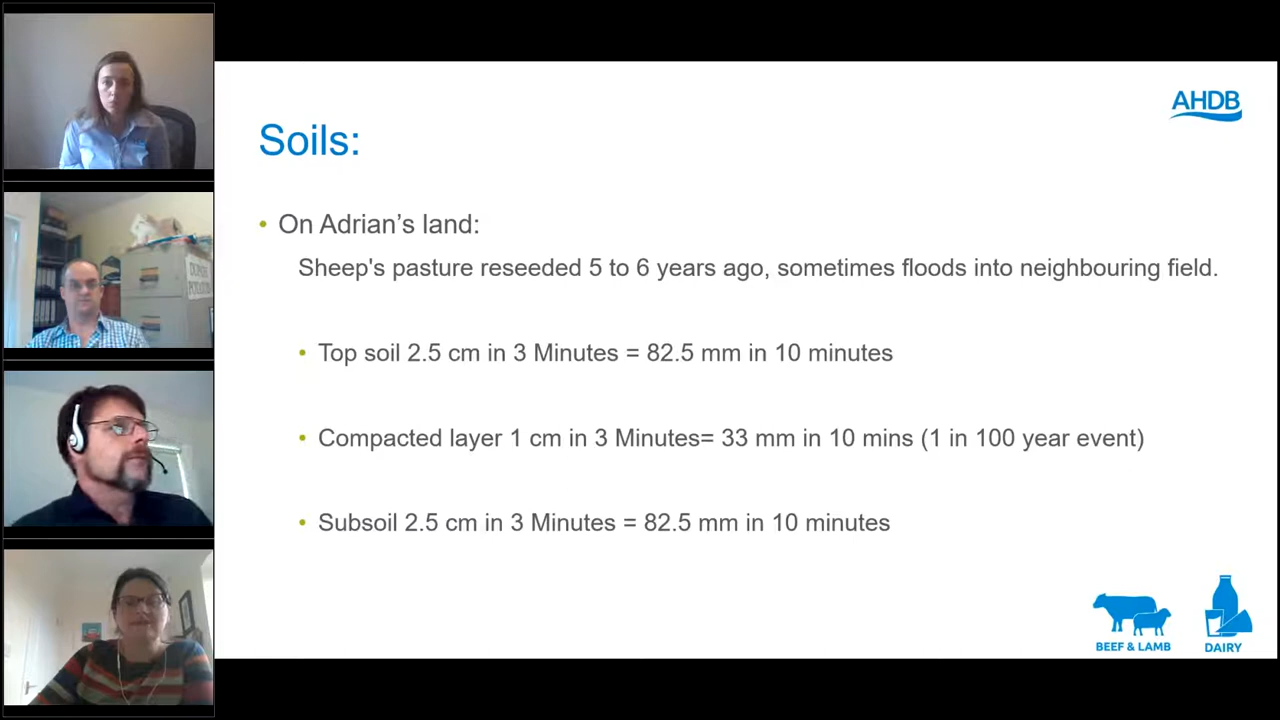 AHDB
Soils:
• On Adrian's land:
Sheep's pasture reseeded 5 to 6 years ago, sometimes floods into neighbouring field.
• Top soil 2.5 cm in 3 Minutes = 82.5 mm in 10 minutes
• Compacted layer 1 cm in 3 Minutes= 33 mm in 10 mins (1 in 100 year event)
• Subsoil 2.5 cm in 3 Minutes = 82.5 mm in 10 minutes
BEEF & LAMB
DAIRY